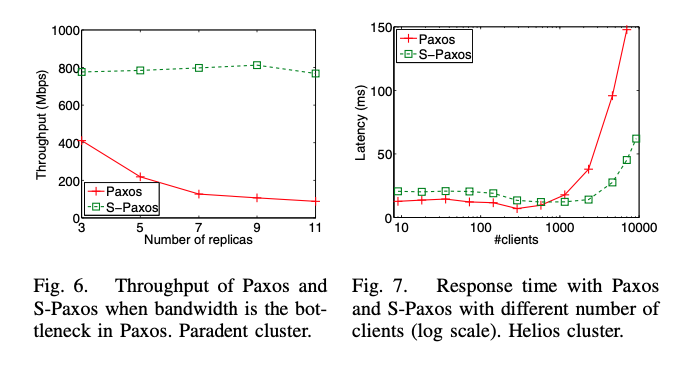 1000
800
600
400
200
0
3
5
7
9
11
Throughput (Mbps)
Number of replicas
Paxos
S−Paxos
150
100
50
0
10
100
1000
10000
Latency (ms)
#clients
Paxos
S−Paxos
Fig. 6. Throughput of Paxos and
S-Paxos when bandwidth is the bot-
tleneck in Paxos. Paradent cluster.
Fig. 7. Response time with Paxos
and S-Paxos with different number of
clients (log scale). Helios cluster.